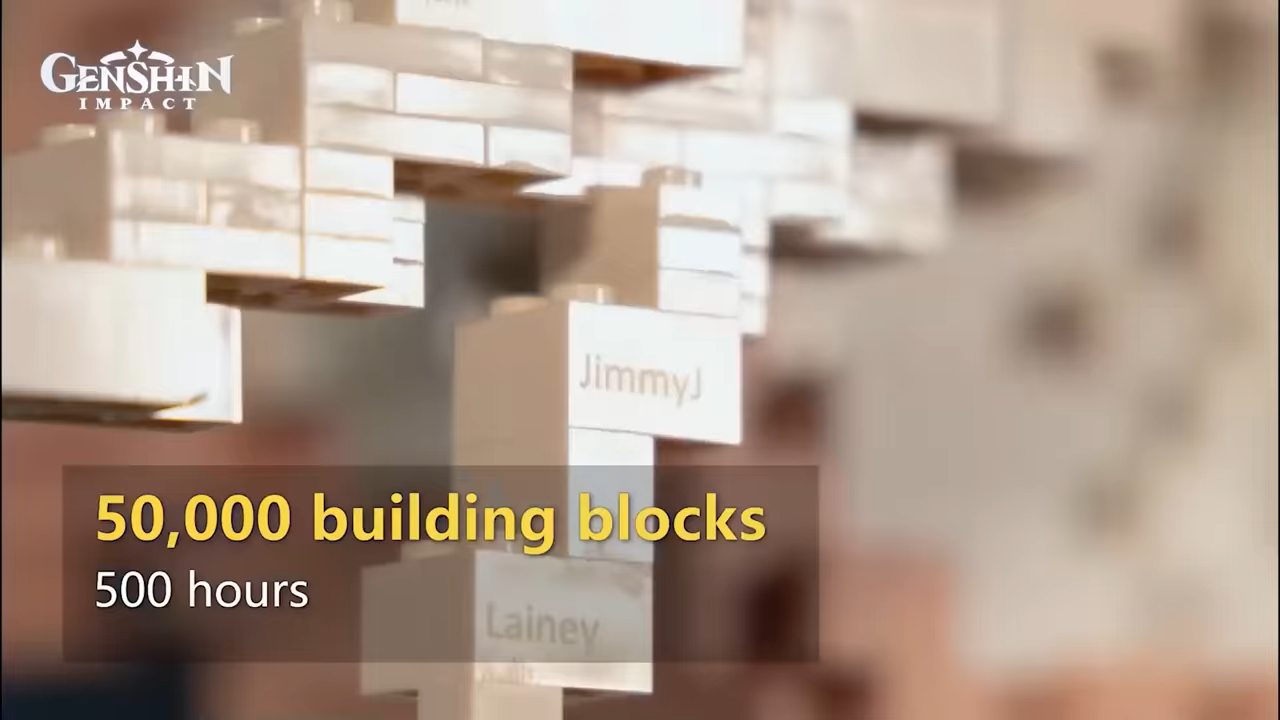 GENSHIN
IMPACT
JimmyJ
50,000 building blocks
500 hours
Lainey